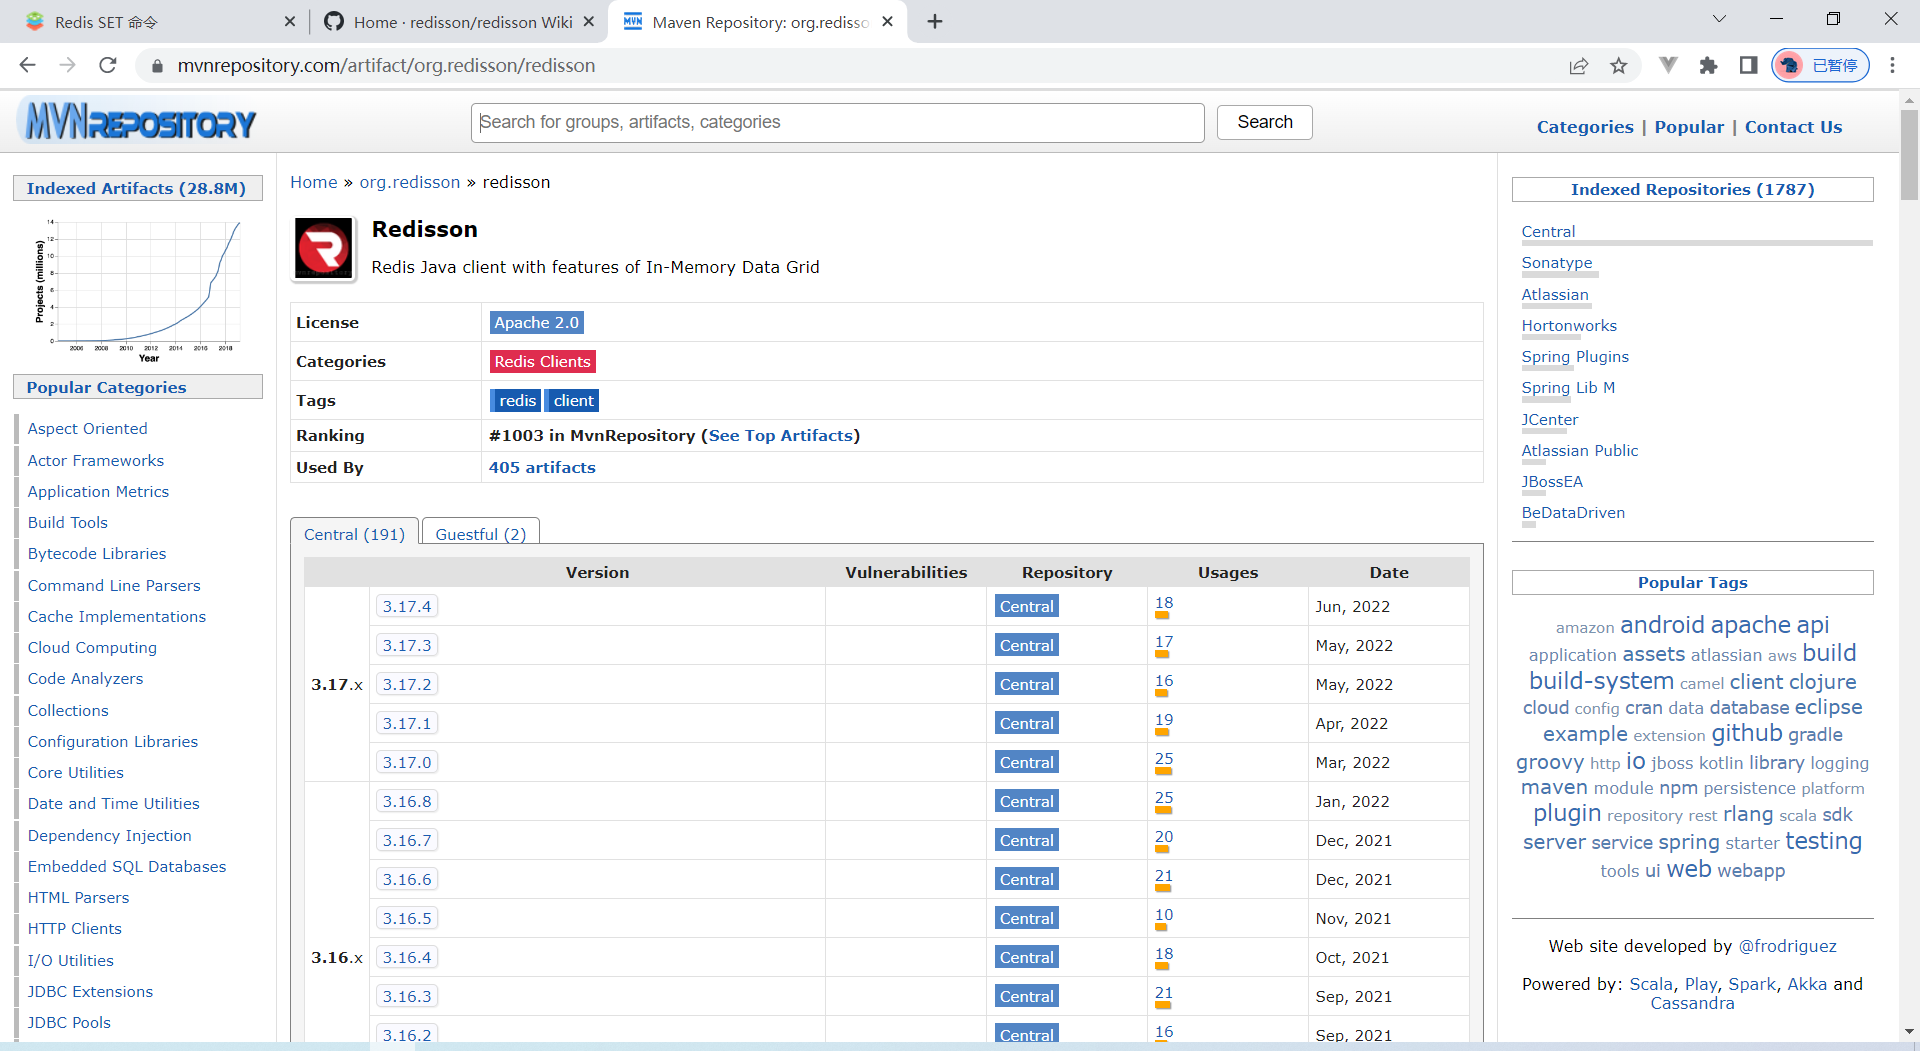 Redis SET 命令
Home · redisson/redisson Wiki
Maven Repository: org.redisso
mvnrepository.com/artifact/org.redisson/redisson
已暂停
MVNREPOSITORY
Search for groups, artifacts, categories
Search
Categories | Popular | Contact Us
Indexed Artifacts (28.8M)
Projects (millions)
14
12
10
8
6
4
2
0
2006 2008 2010 2012 2014 2016 2018
Year
Popular Categories
Aspect Oriented
Actor Frameworks
Application Metrics
Build Tools
Bytecode Libraries
Command Line Parsers
Cache Implementations
Cloud Computing
Code Analyzers
Collections
Configuration Libraries
Core Utilities
Date and Time Utilities
Dependency Injection
Embedded SQL Databases
HTML Parsers
HTTP Clients
I/O Utilities
JDBC Extensions
JDBC Pools
Home » org.redisson » redisson
Redisson
Redis Java client with features of In-Memory Data Grid
License Apache 2.0
Categories Redis Clients
Tags redis client
Ranking #1003 in MvnRepository (See Top Artifacts)
Used By 405 artifacts
Central (191) Guestful (2)
Version Vulnerabilities Repository Usages Date
3.17.x
3.17.4 Central 18 Jun, 2022
3.17.3 Central 17 May, 2022
3.17.2 Central 16 May, 2022
3.17.1 Central 19 Apr, 2022
3.17.0 Central 25 Mar, 2022
3.16.x
3.16.8 Central 25 Jan, 2022
3.16.7 Central 20 Dec, 2021
3.16.6 Central 21 Dec, 2021
3.16.5 Central 10 Nov, 2021
3.16.4 Central 18 Oct, 2021
3.16.3 Central 21 Sep, 2021
3.16.2 Central 16 Sep, 2021
Indexed Repositories (1787)
Central
Sonatype
Atlassian
Hortonworks
Spring Plugins
Spring Lib M
JCenter
Atlassian Public
JBossEA
BeDataDriven
Popular Tags
amazon android apache api
application assets atlassian aws build
build-system camel client clojure
cloud config cran data database eclipse
example extension github gradle
groovy http io jboss kotlin library logging
maven module npm persistence platform
plugin repository rest rlang scala sdk
server service spring starter testing
tools ui web webapp
Web site developed by @frodriguez
Powered by: Scala, Play, Spark, Akka and
Cassandra